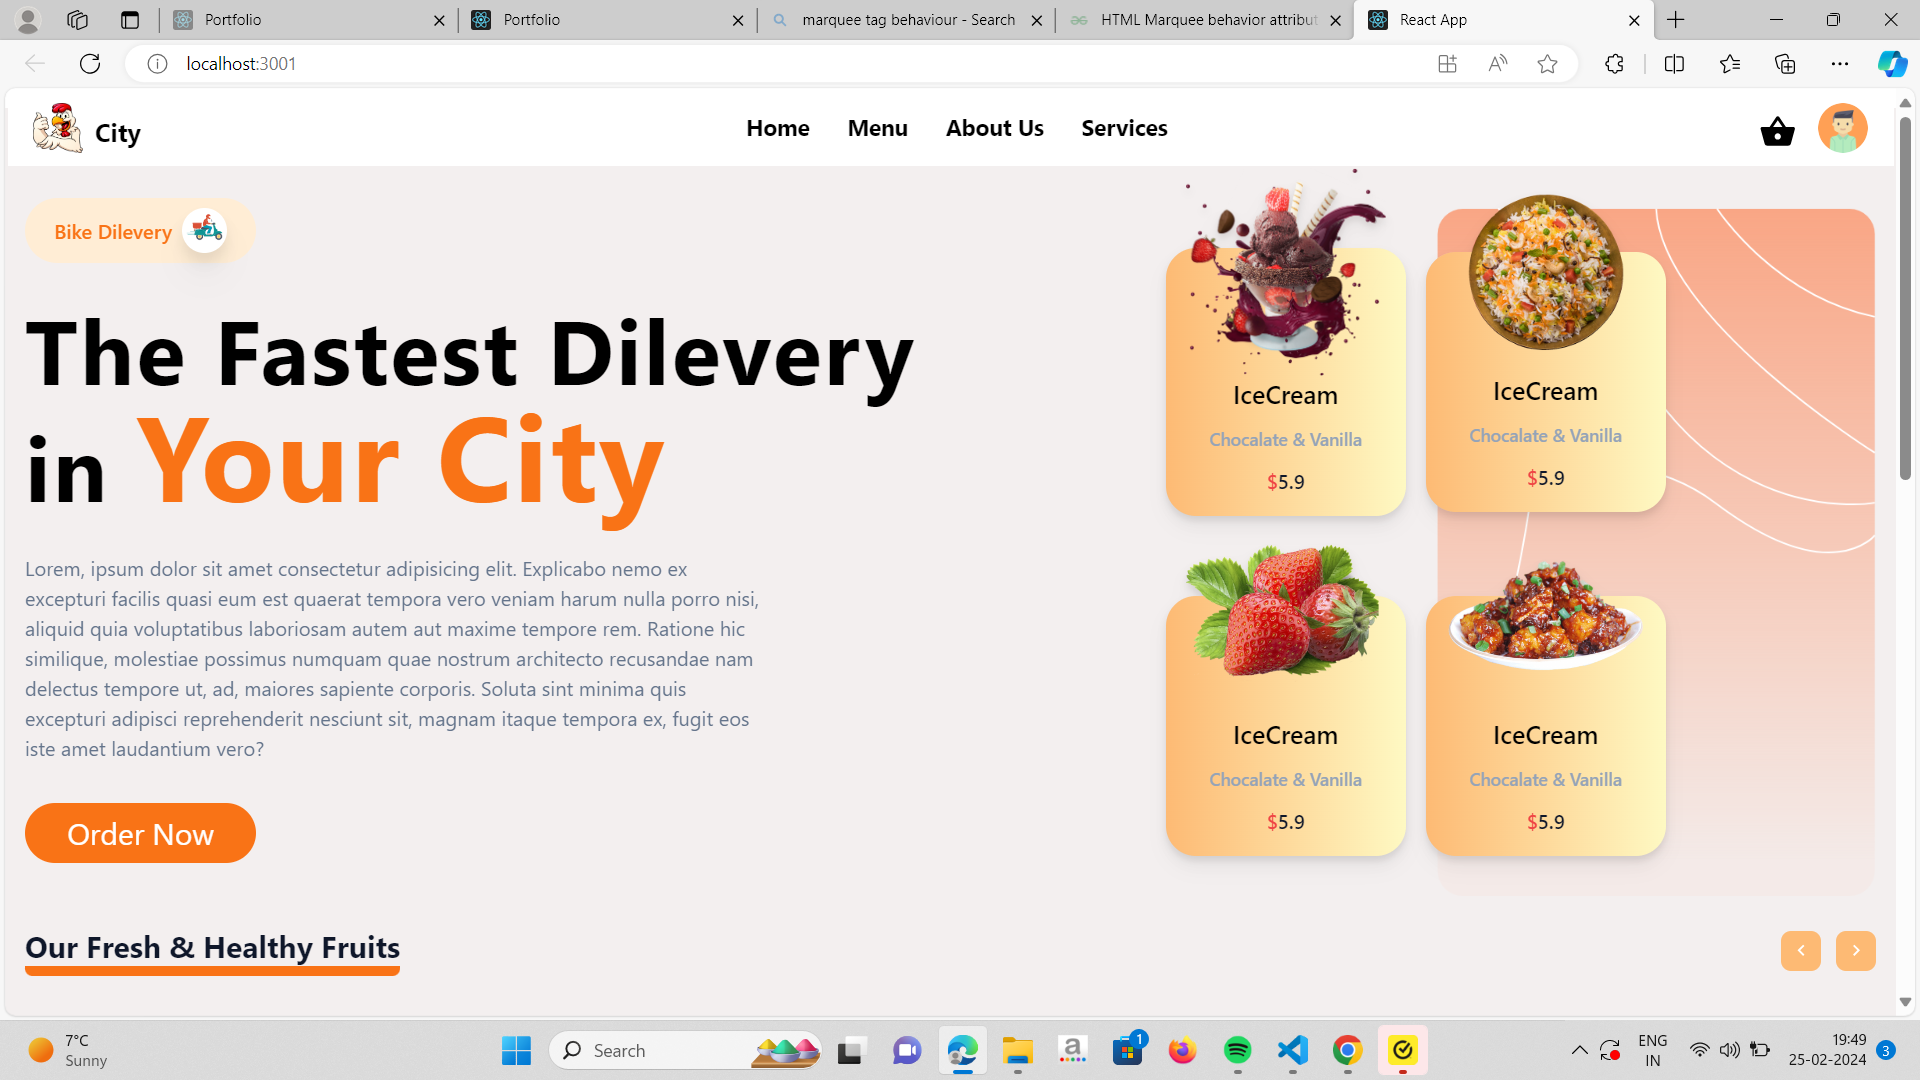 Portfolio
Portfolio
marquee tag behaviour - Search
HTML Marquee behavior attribut
React App
localhost:3001
City
Home
Menu
About Us
Services
Bike Dilevery
The Fastest Dilevery
in Your City
Lorem, ipsum dolor sit amet consectetur adipisicing elit. Explicabo nemo ex
excepturi facilis quasi eum est quaerat tempora vero veniam harum nulla porro nisi,
aliquid quia voluptatibus laboriosam autem aut maxime tempore rem. Ratione hic
similique, molestiae possimus numquam quae nostrum architecto recusandae nam
delectus tempore ut, ad, maiores sapiente corporis. Soluta sint minima quis
excepturi adipisci reprehenderit nesciunt sit, magnam itaque tempora ex, fugit eos
iste amet laudantium vero?
Order Now
IceCream
Chocalate & Vanilla
$5.9
IceCream
Chocalate & Vanilla
$5.9
IceCream
Chocalate & Vanilla
$5.9
IceCream
Chocalate & Vanilla
$5.9
Our Fresh & Healthy Fruits
7°C
Sunny
Search
a
1
ENG
IN
19:49
25-02-2024
3